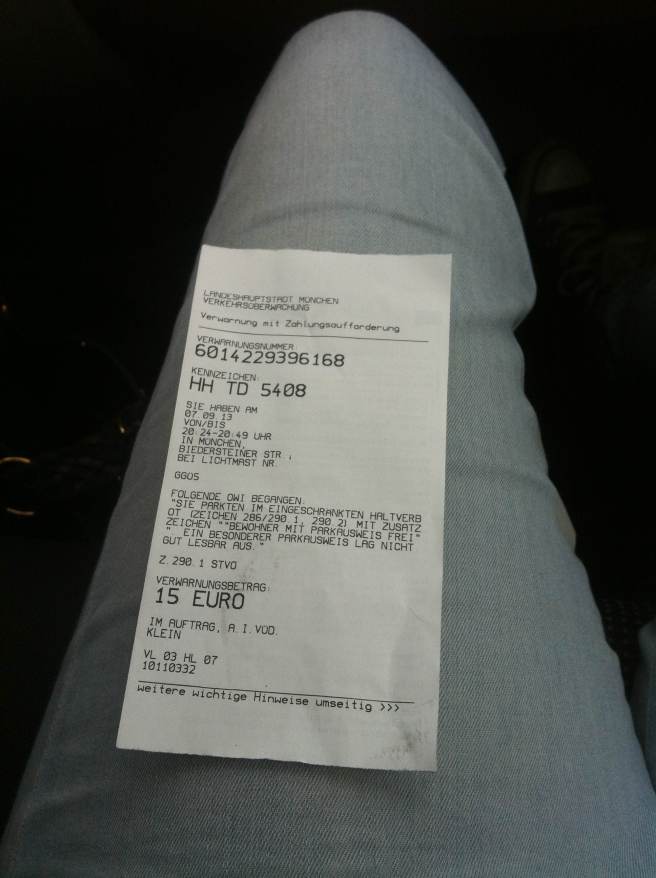 LANDESHAUPTSTADT MÜNCHEN
VERKEHRSÜBERWACHUNG
Verwarnung mit Zahlungsaufforderung
VERWARNUNGSNUMMER
6014229396168
KENNZEICHEN:
HH TD 5408
SIE HABEN AM
07.09.13
VON/BIS
20:24-20:49 UHR
IN MÜNCHEN,
BIEDERSTEINER STR.,
BEI LICHTMAST NR.
GG05
FOLGENDE OWI BEGANGEN:
"SIE PARKTEN IM EINGESCHRÄNKTEN HALTVERB
OT (ZEICHEN 286/290.1, 290.2) MIT ZUSATZ
ZEICHEN ""BEWOHNER MIT PARKAUSWEIS FREI"
". EIN BESONDERER PARKAUSWEIS LAG NICHT
GUT LESBAR AUS."
Z.290.1 STVO
VERWARNUNGSBETRAG:
15 EURO
IM AUFTRAG, A.I.VÜD.
KLEIN
VL 03 HL 07
10110332
weitere wichtige Hinweise umseitig >>>